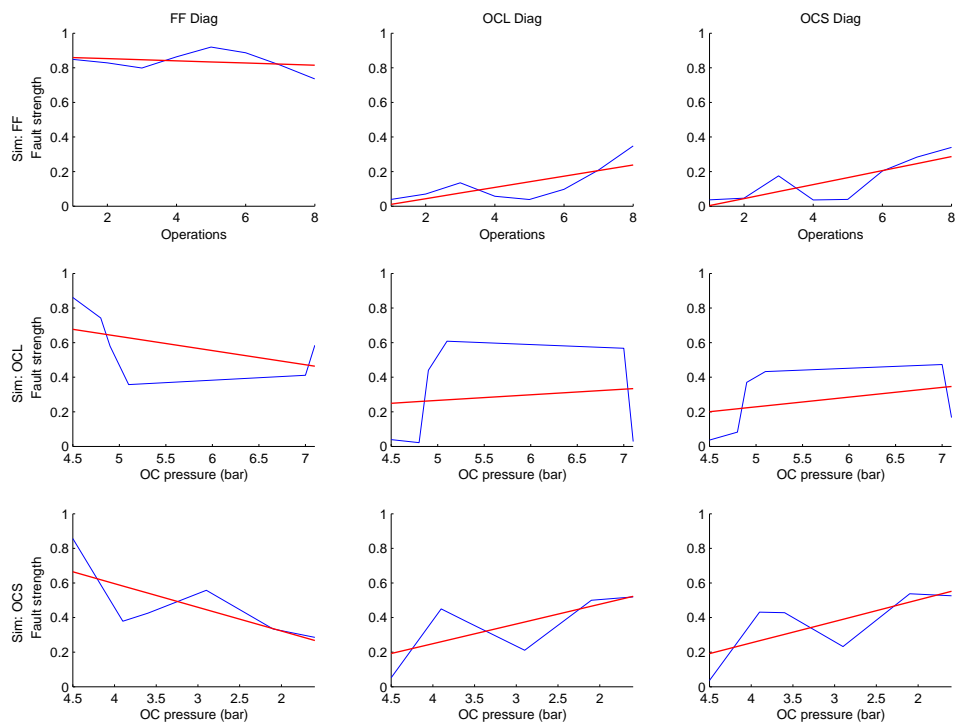 FF Diag OCL Diag OCS Diag
1 1 1
0.8 0.8 0.8
0.6 0.6 0.6
0.4 0.4 0.4
0.2 0.2 0.2
0 0 0
Sim: FF
Fault strength
2 4 6 8 2 4 6 8 2 4 6 8
Operations Operations Operations
1 1 1
0.8 0.8 0.8
0.6 0.6 0.6
0.4 0.4 0.4
0.2 0.2 0.2
0 0 0
Sim: OCL
Fault strength
4.5 5 5.5 6 6.5 7 4.5 5 5.5 6 6.5 7 4.5 5 5.5 6 6.5 7
OC pressure (bar) OC pressure (bar) OC pressure (bar)
1 1 1
0.8 0.8 0.8
0.6 0.6 0.6
0.4 0.4 0.4
0.2 0.2 0.2
0 0 0
Sim: OCS
Fault strength
4.5 4 3.5 3 2.5 2 4.5 4 3.5 3 2.5 2 4.5 4 3.5 3 2.5 2
OC pressure (bar) OC pressure (bar) OC pressure (bar)